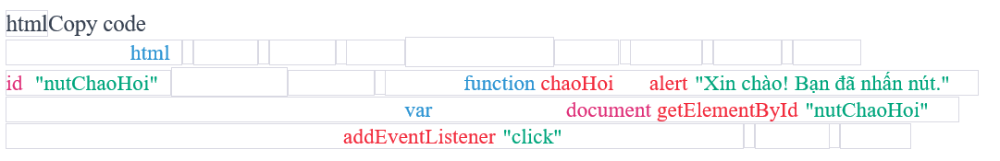 htmlCopy code
html
id "nutChaoHoi" function chaoHoi alert "Xin chào! Bạn đã nhấn nút."
var document getElementById "nutChaoHoi"
addEventListener "click"